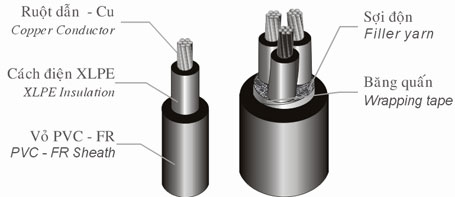 Ruột dẫn - Cu
Copper Conductor
Cách điện XLPE
XLPE Insulation
Vỏ PVC - FR
PVC - FR Sheath
Sợi độn
Filler yarn
Băng quấn
Wrapping tape